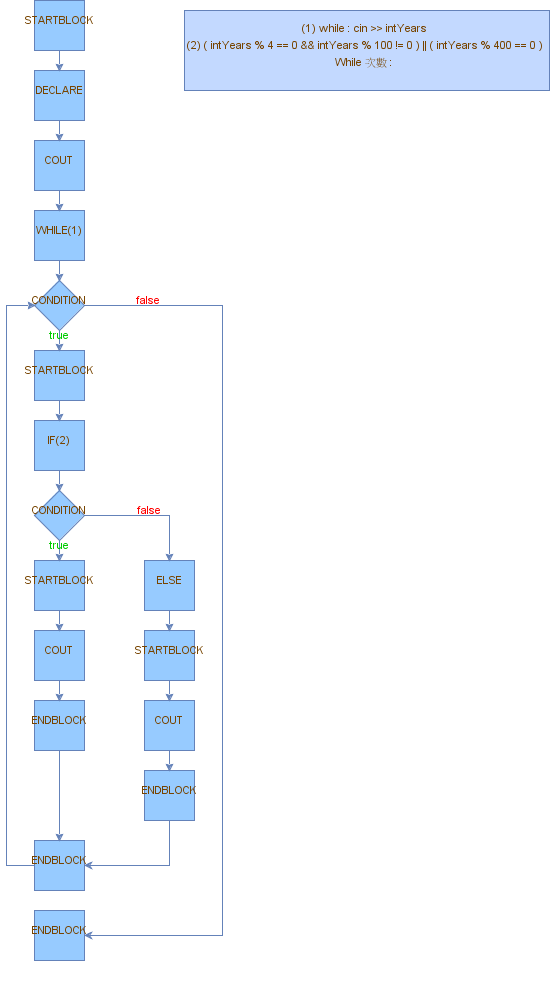 STARTBLOCK
(1) while : cin >> intYears
(2) ( intYears % 4 == 0 && intYears % 100 != 0 ) || ( intYears % 400 == 0 )
While 次數 :
DECLARE
COUT
WHILE(1)
CONDITION
false
true
STARTBLOCK
IF(2)
CONDITION
false
true
STARTBLOCK
ELSE
COUT
STARTBLOCK
ENDBLOCK
COUT
ENDBLOCK
ENDBLOCK
ENDBLOCK